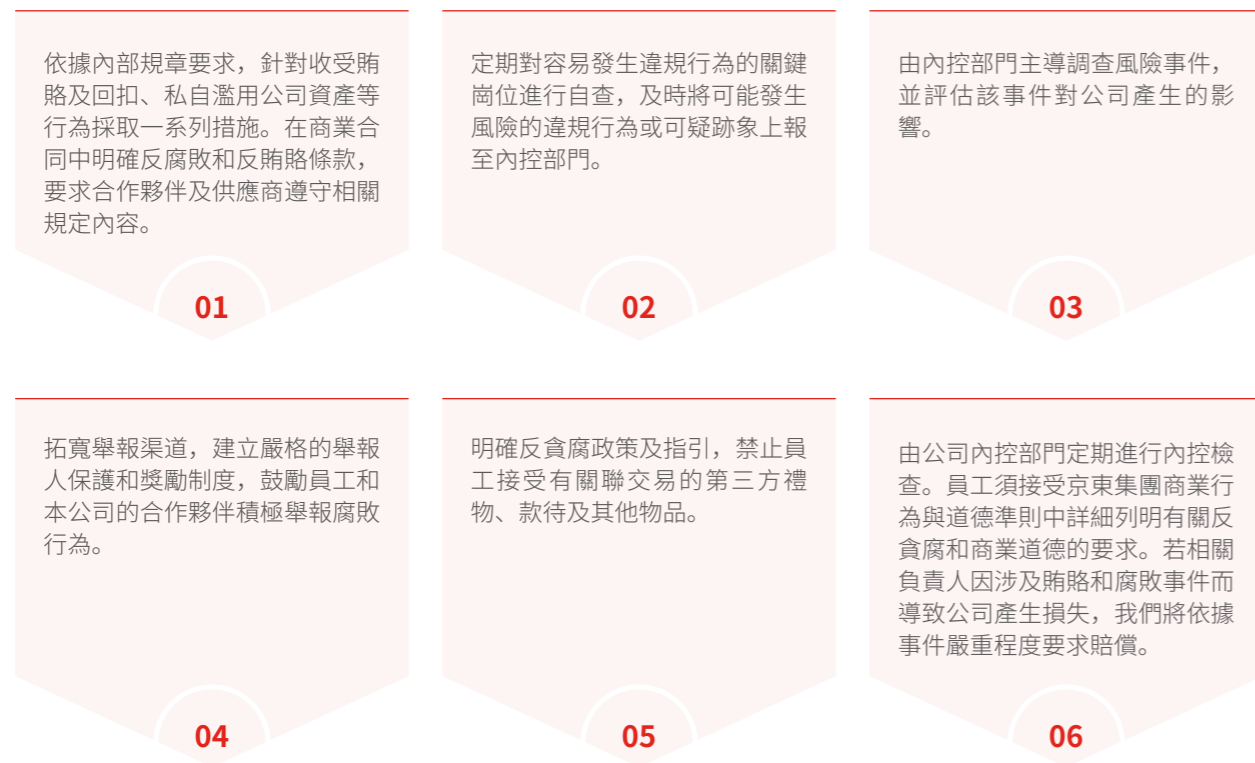 依據內部規章要求，針對收受賄
賂及回扣、私自濫用公司資產等
行為採取一系列措施。在商業合
同中明確反腐敗和反賄賂條款，
要求合作夥伴及供應商遵守相關
規定內容。
01
定期對容易發生違規行為的關鍵
崗位進行自查，及時將可能發生
風險的違規行為或可疑跡象上報
至內控部門。
02
由內控部門主導調查風險事件，
並評估該事件對公司產生的影
響。
03
拓寬舉報渠道，建立嚴格的舉報
人保護和獎勵制度，鼓勵員工和
本公司的合作夥伴積極舉報腐敗
行為。
04
明確反貪腐政策及指引，禁止員
工接受有關聯交易的第三方禮
物、款待及其他物品。
05
由公司內控部門定期進行內控檢
查。員工須接受京東集團商業行
為與道德準則中詳細列明有關反
貪腐和商業道德的要求。若相關
負責人因涉及賄賂和腐敗事件而
導致公司產生損失，我們將依據
事件嚴重程度要求賠償。
06